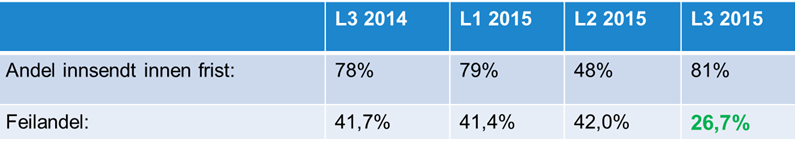 L3 2014 L1 2015 L2 2015 L3 2015
Andel innsendt innen frist: 78% 79% 48% 81%
Feilandel: 41,7% 41,4% 42,0% 26,7%